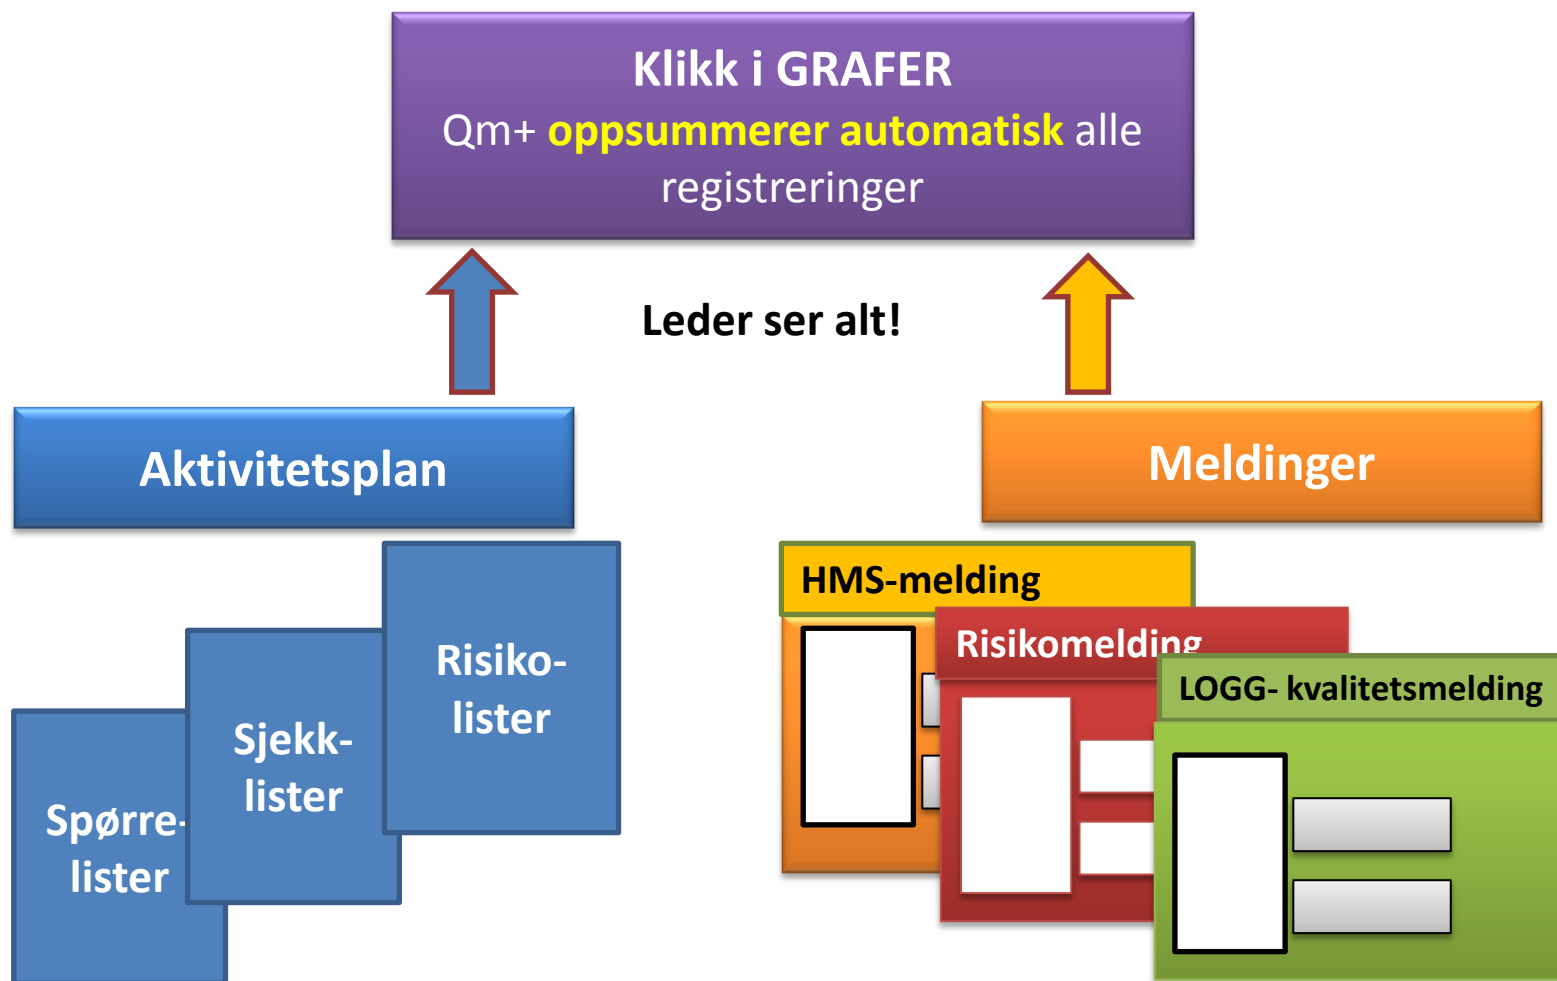 Klikk i GRAFER
Qm+ oppsummerer automatisk alle
registreringer
Leder ser alt!
Aktivitetsplan
Meldinger
Risiko-
lister
Sjekk-
lister
Spørre-
lister
HMS-melding
Risikomelding
LOGG- kvalitetsmelding